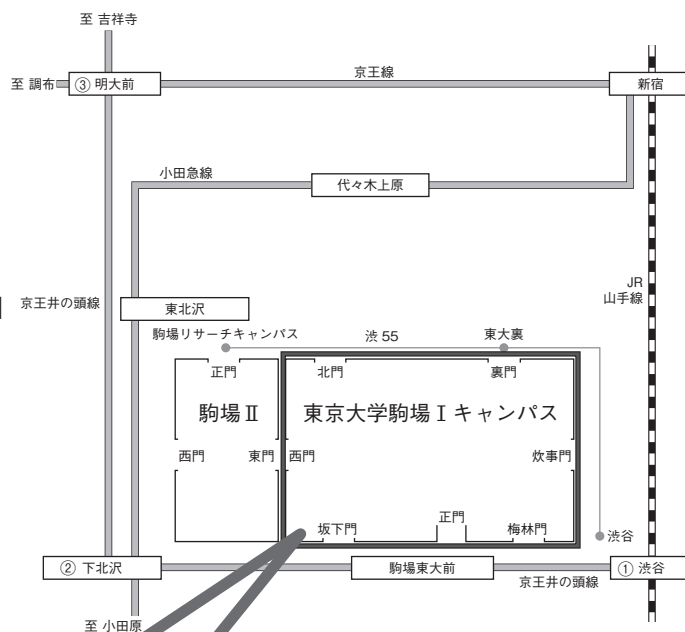 至 吉祥寺
至 調布
③ 明大前
京王線
新宿
小田急線
代々木上原
京王井の頭線
東北沢
JR
山手線
駒場リサーチキャンパス
渋 55
東大裏
正門
北門
裏門
駒場Ⅱ
東京大学駒場Ⅰキャンパス
西門
東門
西門
炊事門
坂下門
正門
梅林門
渋谷
② 下北沢
駒場東大前
京王井の頭線
① 渋谷
至 小田原